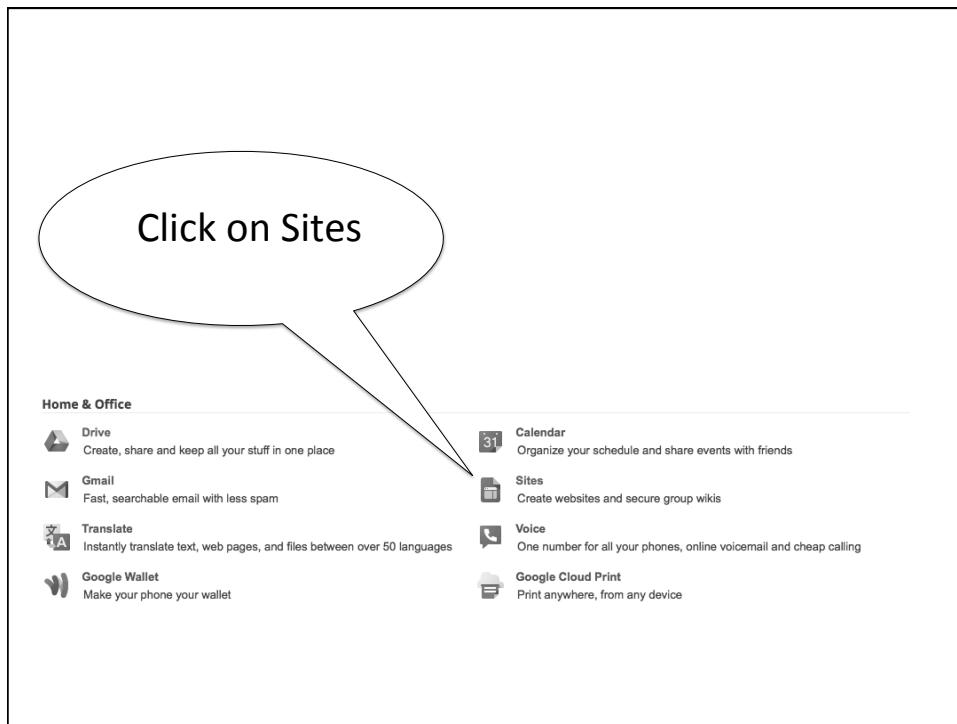 Click on Sites
Home & Office
Drive
Create, share and keep all your stuff in one place
Gmail
Fast, searchable email with less spam
文
A
Translate
Instantly translate text, web pages, and files between over 50 languages
Google Wallet
Make your phone your wallet
31
Calendar
Organize your schedule and share events with friends
Sites
Create websites and secure group wikis
Voice
One number for all your phones, online voicemail and cheap calling
Google Cloud Print
Print anywhere, from any device